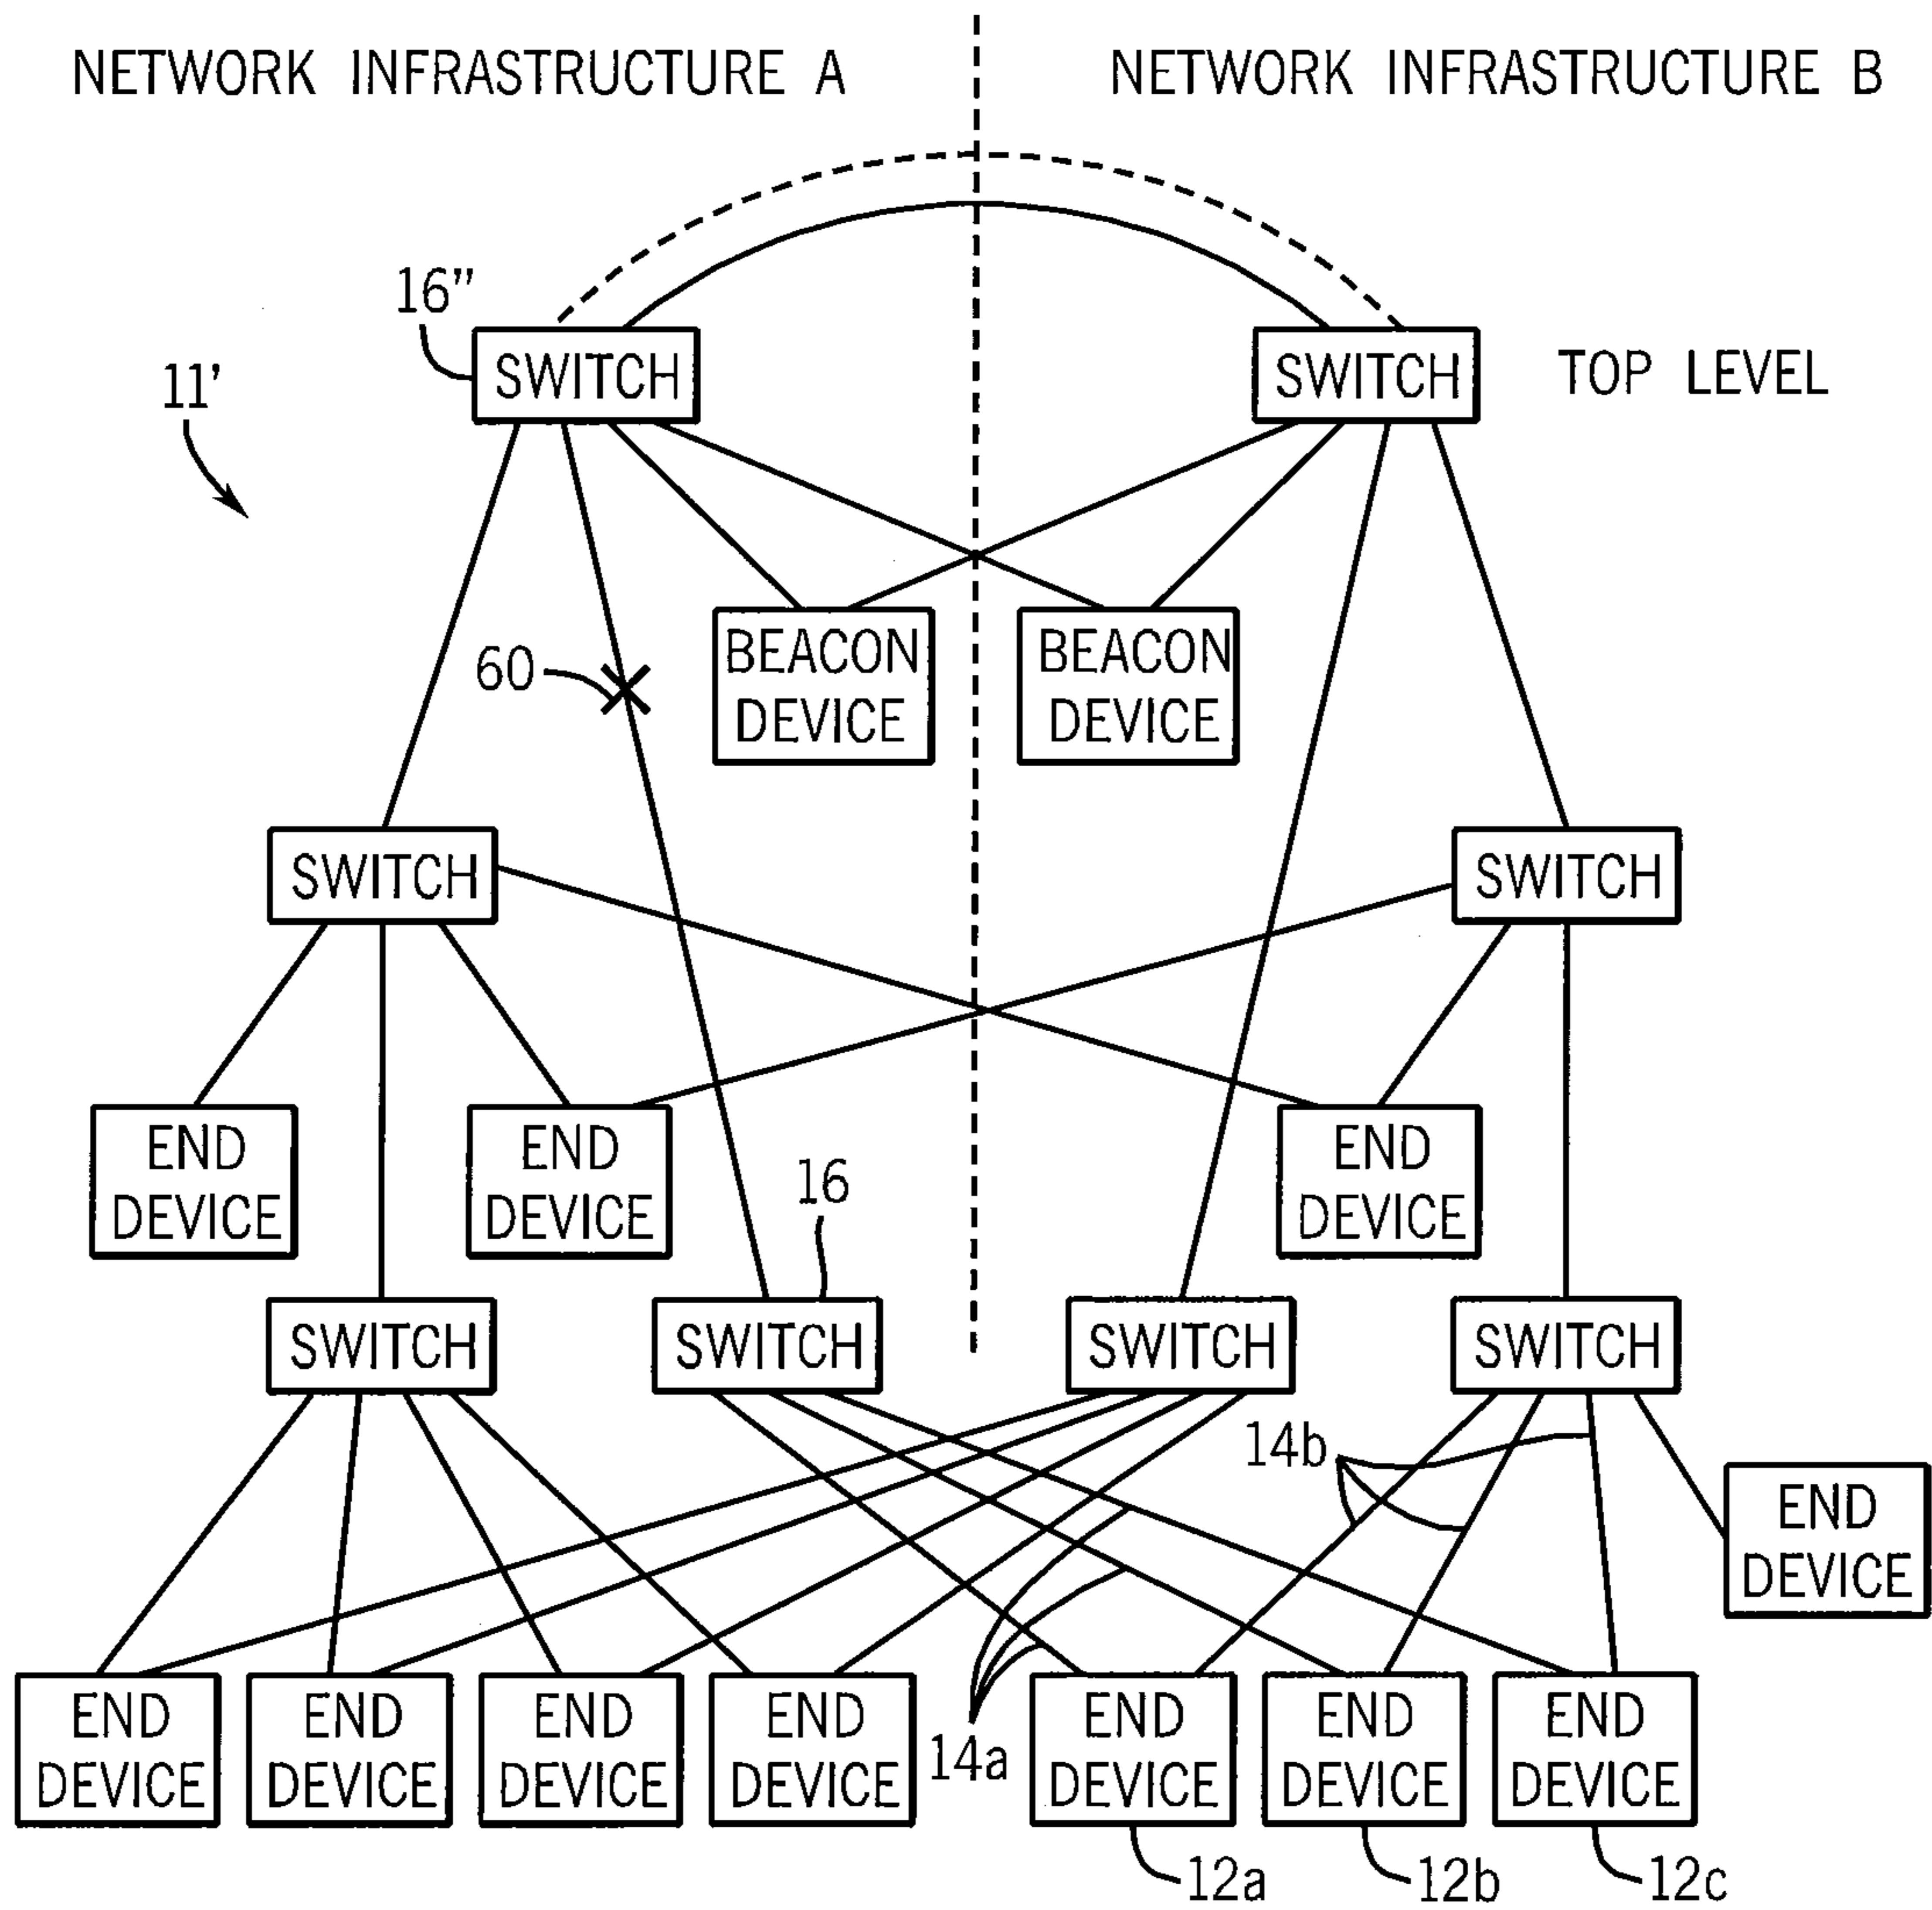 NETWORK INFRASTRUCTURE A
NETWORK INFRASTRUCTURE B
16”
SWITCH
SWITCH
TOP LEVEL
11'
60
BEACON
DEVICE
BEACON
DEVICE
SWITCH
SWITCH
END
DEVICE
END
DEVICE
END
DEVICE
16
SWITCH
SWITCH
SWITCH
SWITCH
14b
END
DEVICE
END
DEVICE
END
DEVICE
END
DEVICE
END
DEVICE
14a
END
DEVICE
END
DEVICE
END
DEVICE
12a
12b
12c